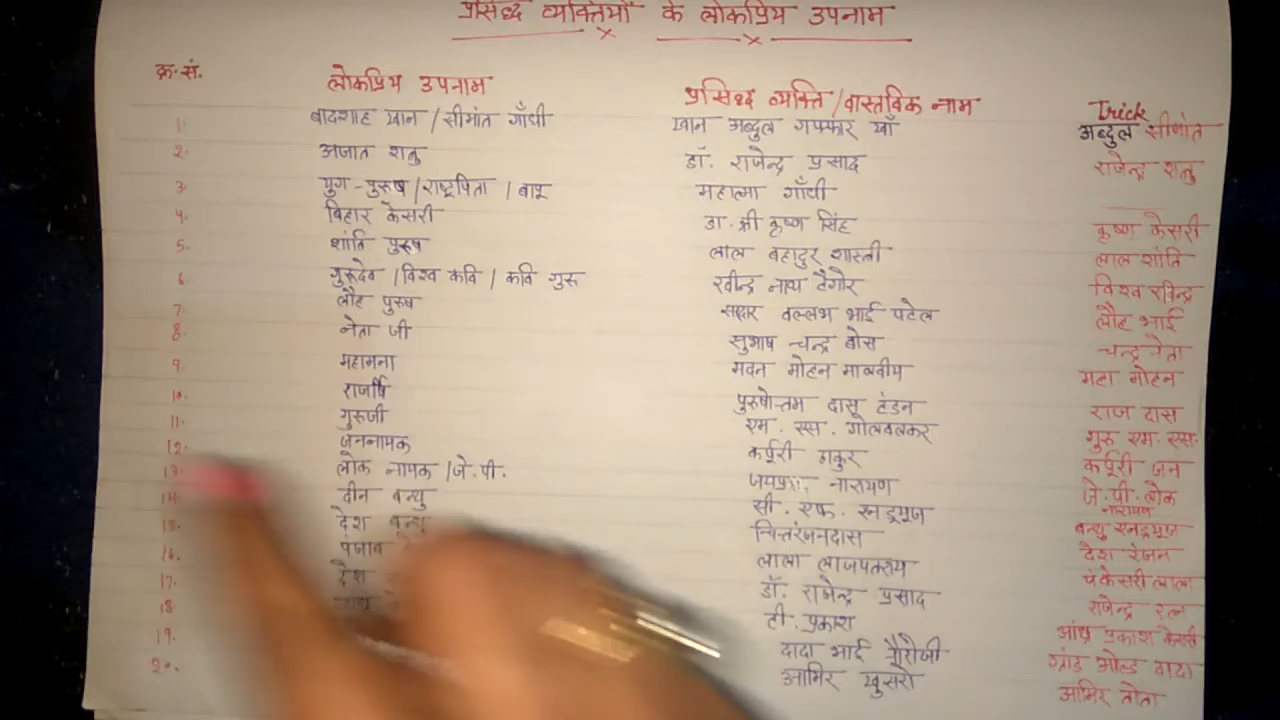 प्रसिध्द व्यक्तियों के लोकप्रिय उपनाम
क्र.सं. लोकप्रिय उपनाम प्रसिध्द व्यक्ति/वास्तविक नाम Trick
1. बादशाह खान/सीमांत गाँधी खान अब्दुल गफ्फार खाँ अब्दुल सीमांत
2. अजात शत्रु डॉ. राजेन्द्र प्रसाद राजेन्द्र शत्रु
3. युग-पुरुष/राष्ट्रपिता/बापू महात्मा गाँधी
4. बिहार केसरी डा. श्री कृष्ण सिंह कृष्ण केसरी
5. शांति पुरुष लाल बहादुर शास्त्री लाल शांति
6. गुरुदेव/विश्व कवि/कवि गुरु रवीन्द्र नाथ टैगोर विश्व रविन्द्र
7. लौह पुरुष सरदार वल्लभ भाई पटेल लौह भाई
8. नेता जी सुभाष चन्द्र बोस चन्द्र नेता
9. महामना मदन मोहन मालवीय महा मोहन
10. राजर्षि पुरुषोत्तम दास टंडन राज दास
11. गुरुजी एम. एस. गोलवलकर गुरु एम. एस.
12. जननायक कर्पूरी ठाकुर कर्पूरी जन
13. लोक नायक/जे.पी. जयप्रकाश नारायण जे.पी. लोक नारायण
14. दीन बन्धु सी. एफ. एनड्रयूज बन्धु एनड्रयूज
15. देश बन्धु चित्तरंजनदास देश रंजन
16. पंजाब लाला लाजपतराय पंकेसरी लाला
17. देश डॉ. राजेन्द्र प्रसाद राजेन्द्र रत्न
18 टी. प्रकाश आंध्र प्रकाश केसरी
19. दादा भाई नौरोजी ग्रांड ओल्ड दादा
20. आमिर खुसरो आमिर तोता